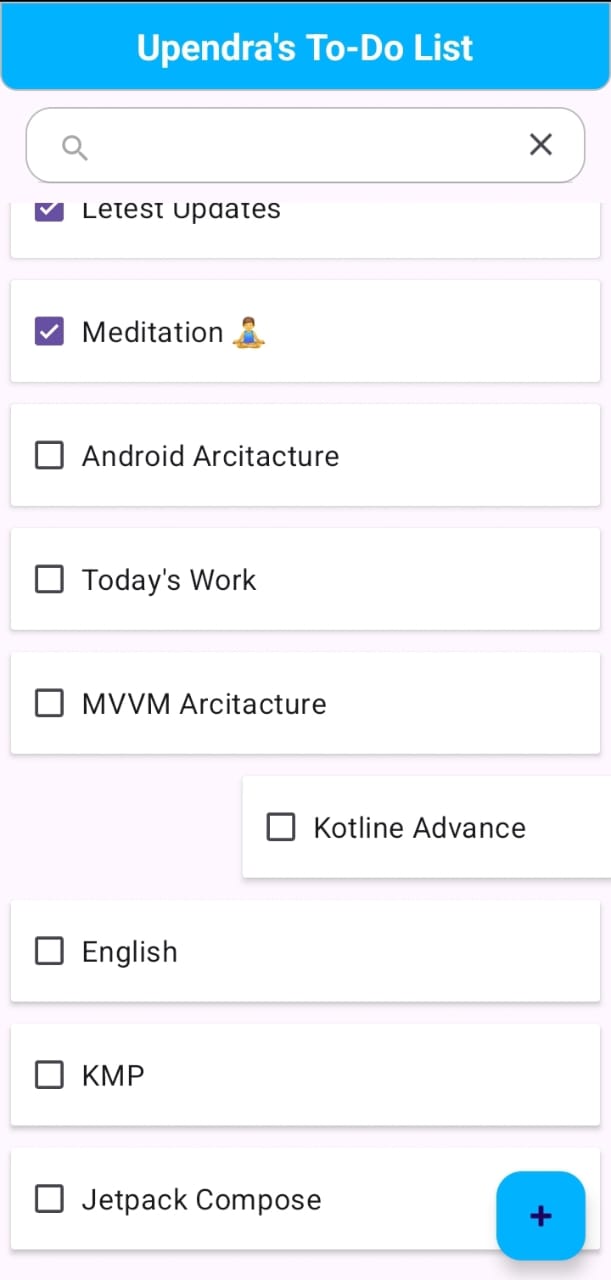 Upendra's To-Do List
Letest Updates
Meditation 🧘‍♂️
Android Arcitacture
Today's Work
MVVM Arcitacture
Kotline Advance
English
KMP
Jetpack Compose
+